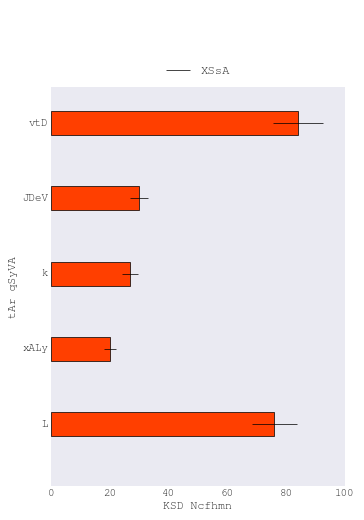 XSsA
vtD
JDeV
k
xALy
L
tAr qSyVA
0 20 40 60 80 100
KSD Ncfhmn